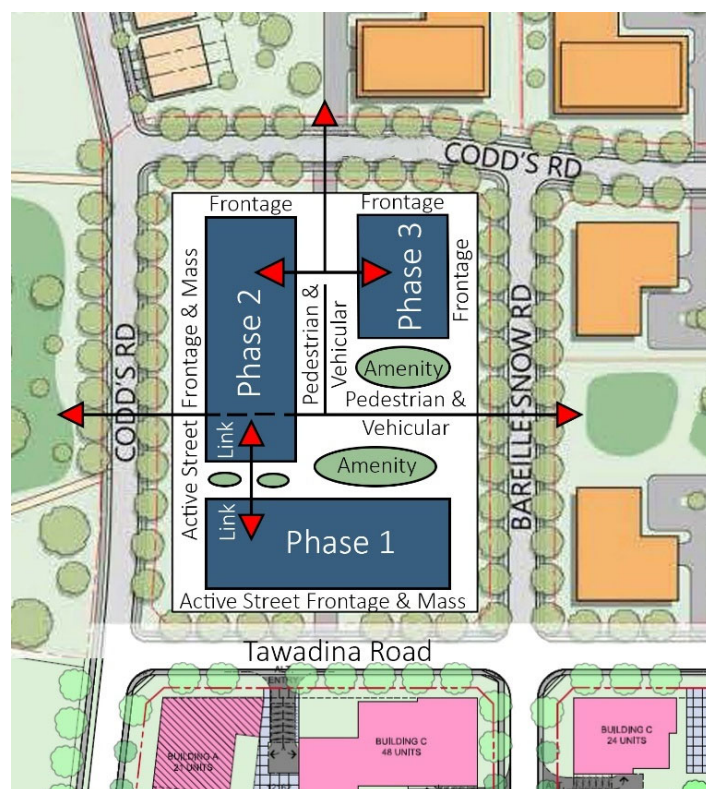 CODD'S RD
Frontage
Frontage
Phase 2
Phase 3
Frontage
Active Street Frontage & Mass
Pedestrian &
Vehicular
CODD'S RD
BAREILLE-SNOW RD
Amenity
Pedestrian &
Vehicular
Link
Amenity
Link
Phase 1
Active Street Frontage & Mass
Tawadina Road
ENTRY
BUILDING A
21 UNITS
BUILDING C
48 UNITS
BUILDING C
24 UNITS